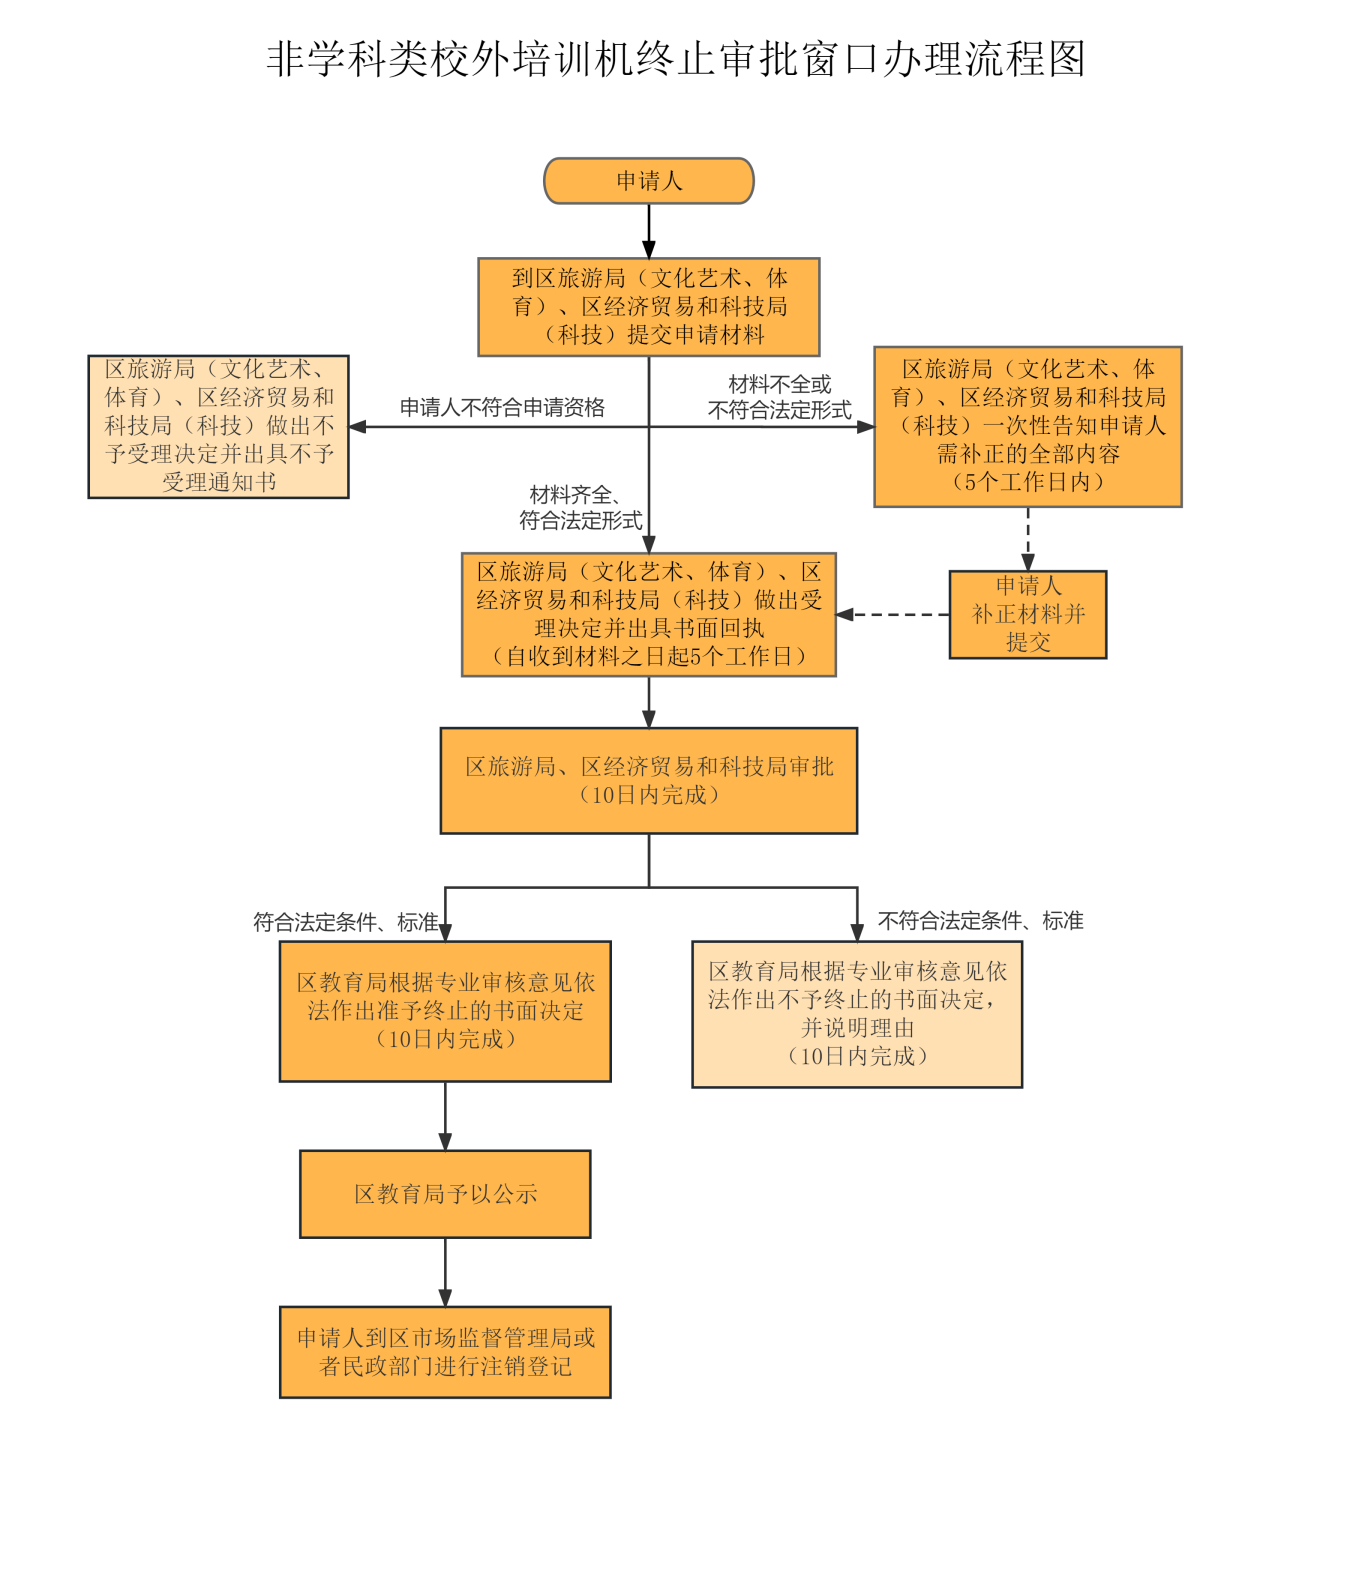 非学科类校外培训机终止审批窗口办理流程图
申请人
到区旅游局（文化艺术、体
育）、区经济贸易和科技局
（科技）提交申请材料
区旅游局（文化艺术、
体育）、区经济贸易和
科技局（科技）做出不
予受理决定并出具不予
受理通知书
申请人不符合申请资格
材料不全或
不符合法定形式
区旅游局（文化艺术、体
育）、区经济贸易和科技局
（科技）一次性告知申请人
需补正的全部内容
（5个工作日内）
材料齐全、
符合法定形式
区旅游局（文化艺术、体育）、区
经济贸易和科技局（科技）做出受
理决定并出具书面回执
（自收到材料之日起5个工作日）
申请人
补正材料并
提交
区旅游局、区经济贸易和科技局审批
（10日内完成）
符合法定条件、标准
不符合法定条件、标准
区教育局根据专业审核意见依
法作出准予终止的书面决定
（10日内完成）
区教育局根据专业审核意见依
法作出不予终止的书面决定，
并说明理由
（10日内完成）
区教育局予以公示
申请人到区市场监督管理局或
者民政部门进行注销登记